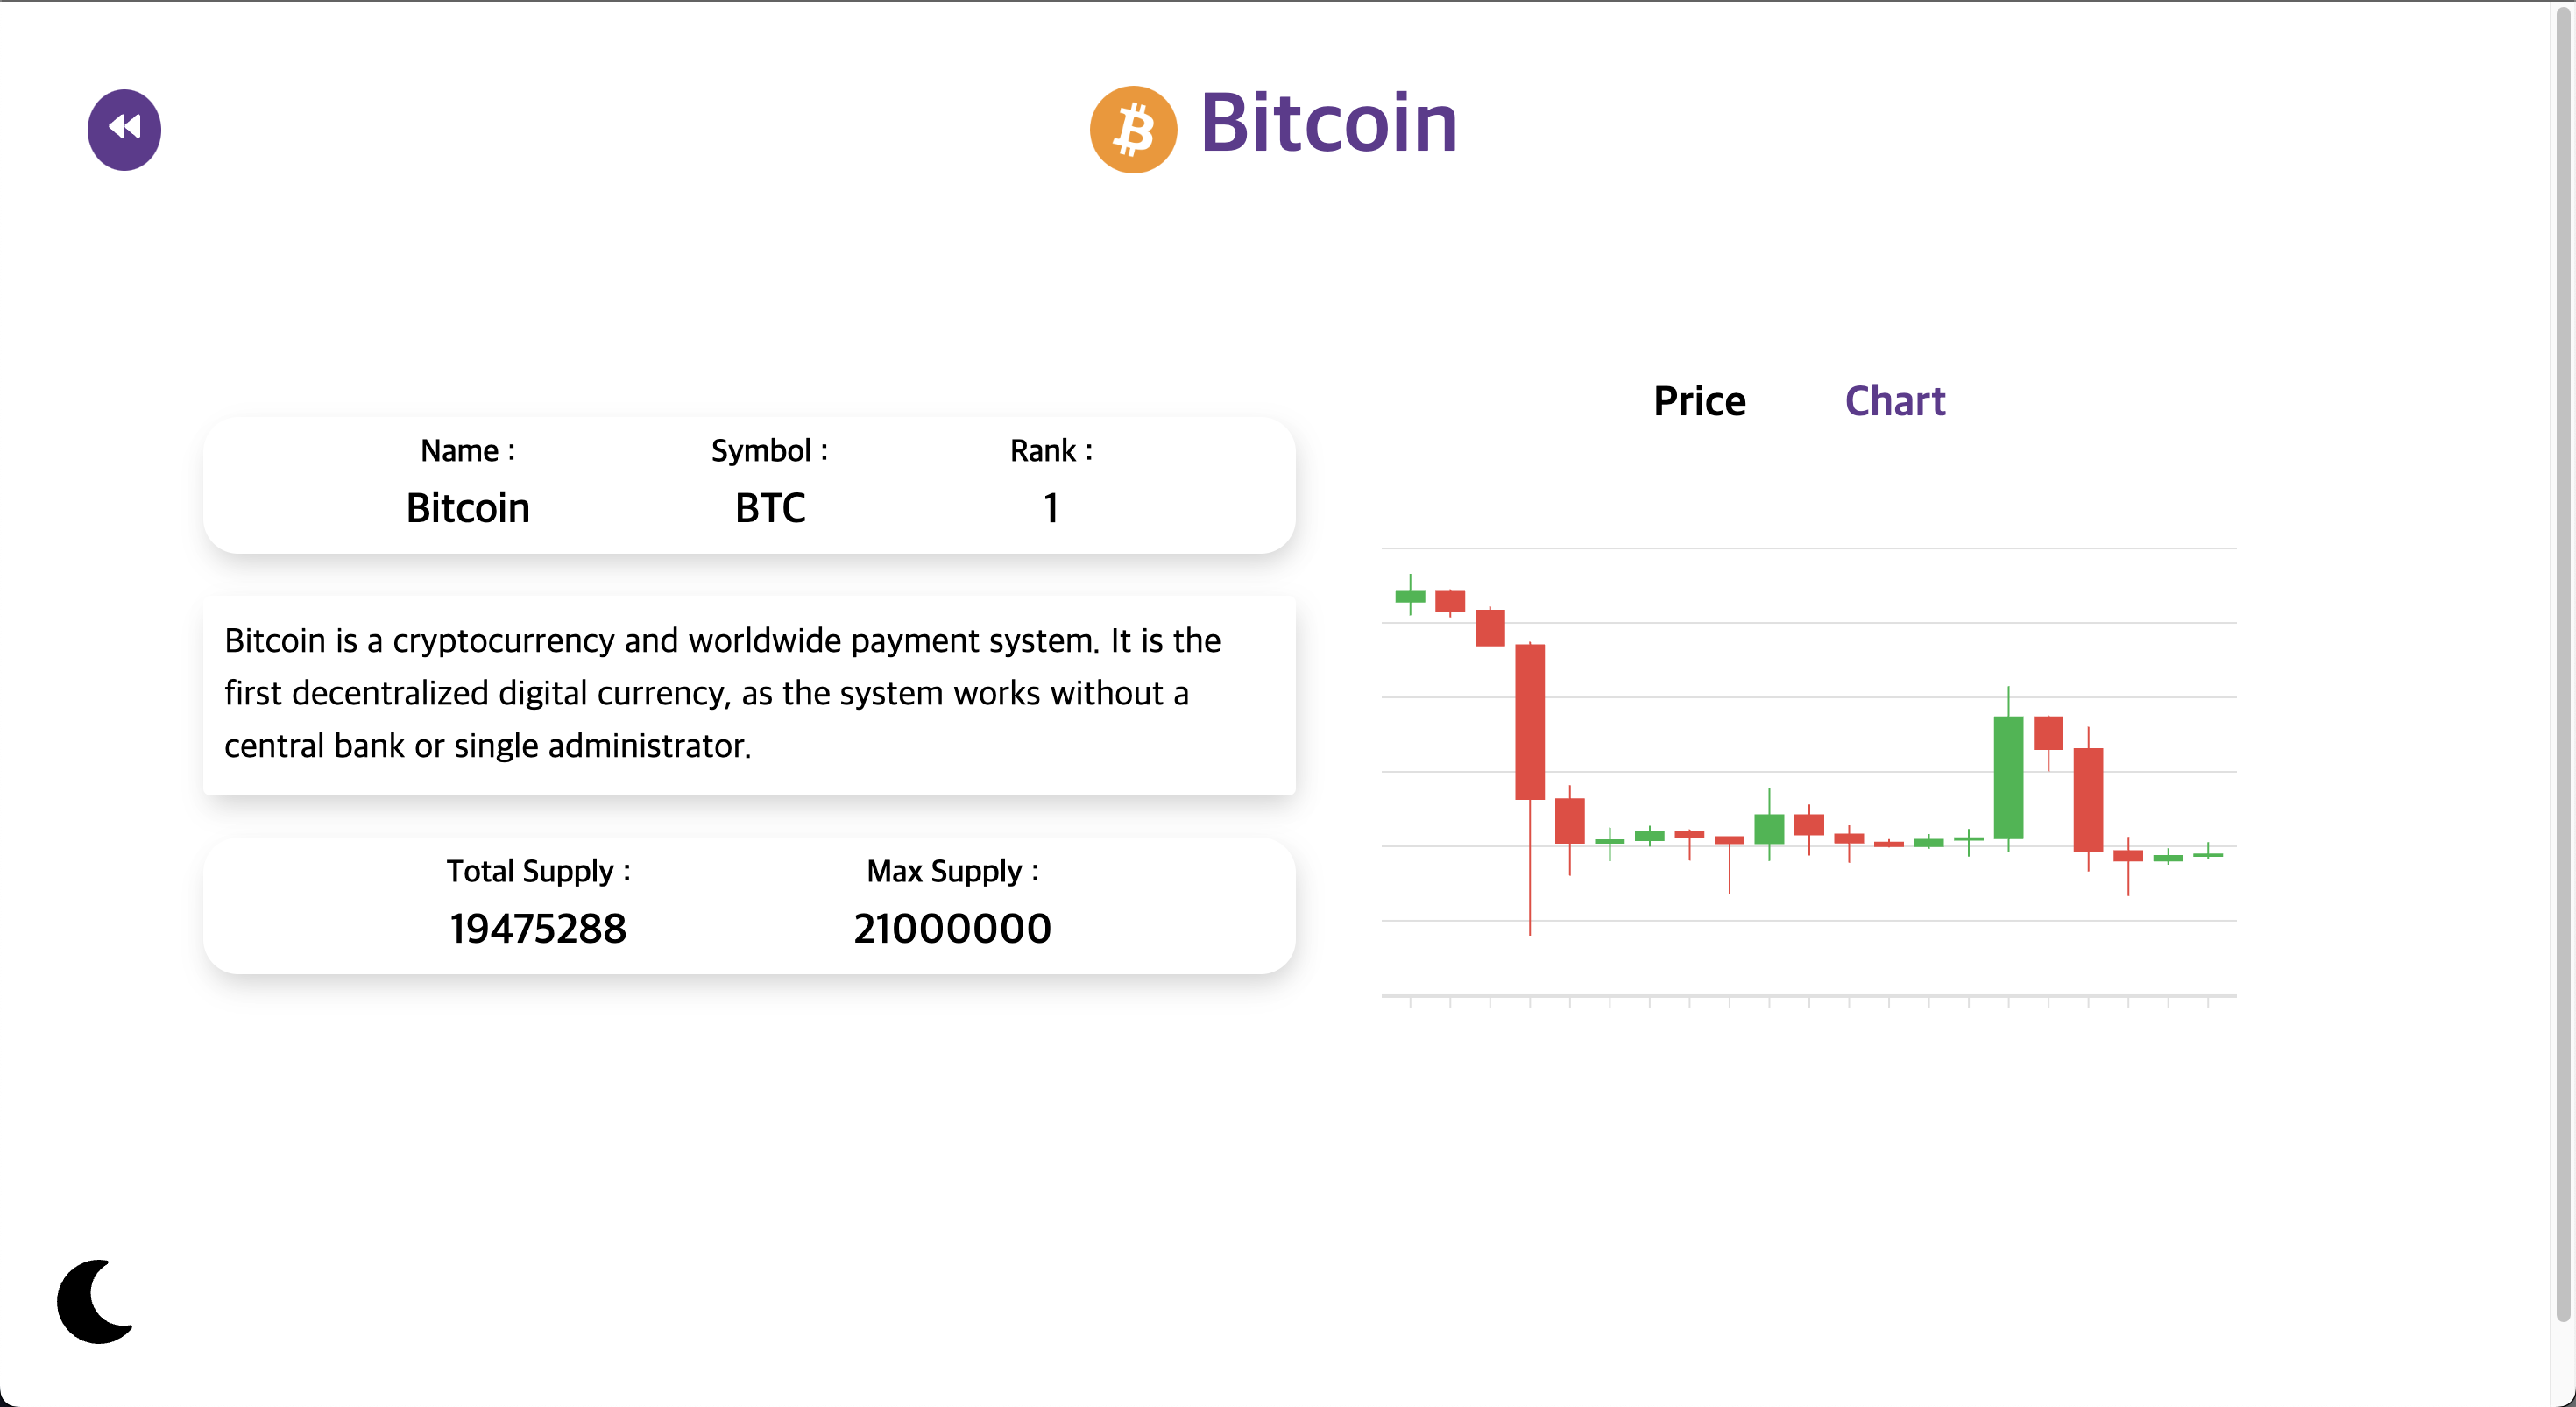 Bitcoin
Price Chart
Name : Symbol : Rank :
Bitcoin BTC 1
Bitcoin is a cryptocurrency and worldwide payment system. It is the
first decentralized digital currency, as the system works without a
central bank or single administrator.
Total Supply : Max Supply :
19475288 21000000